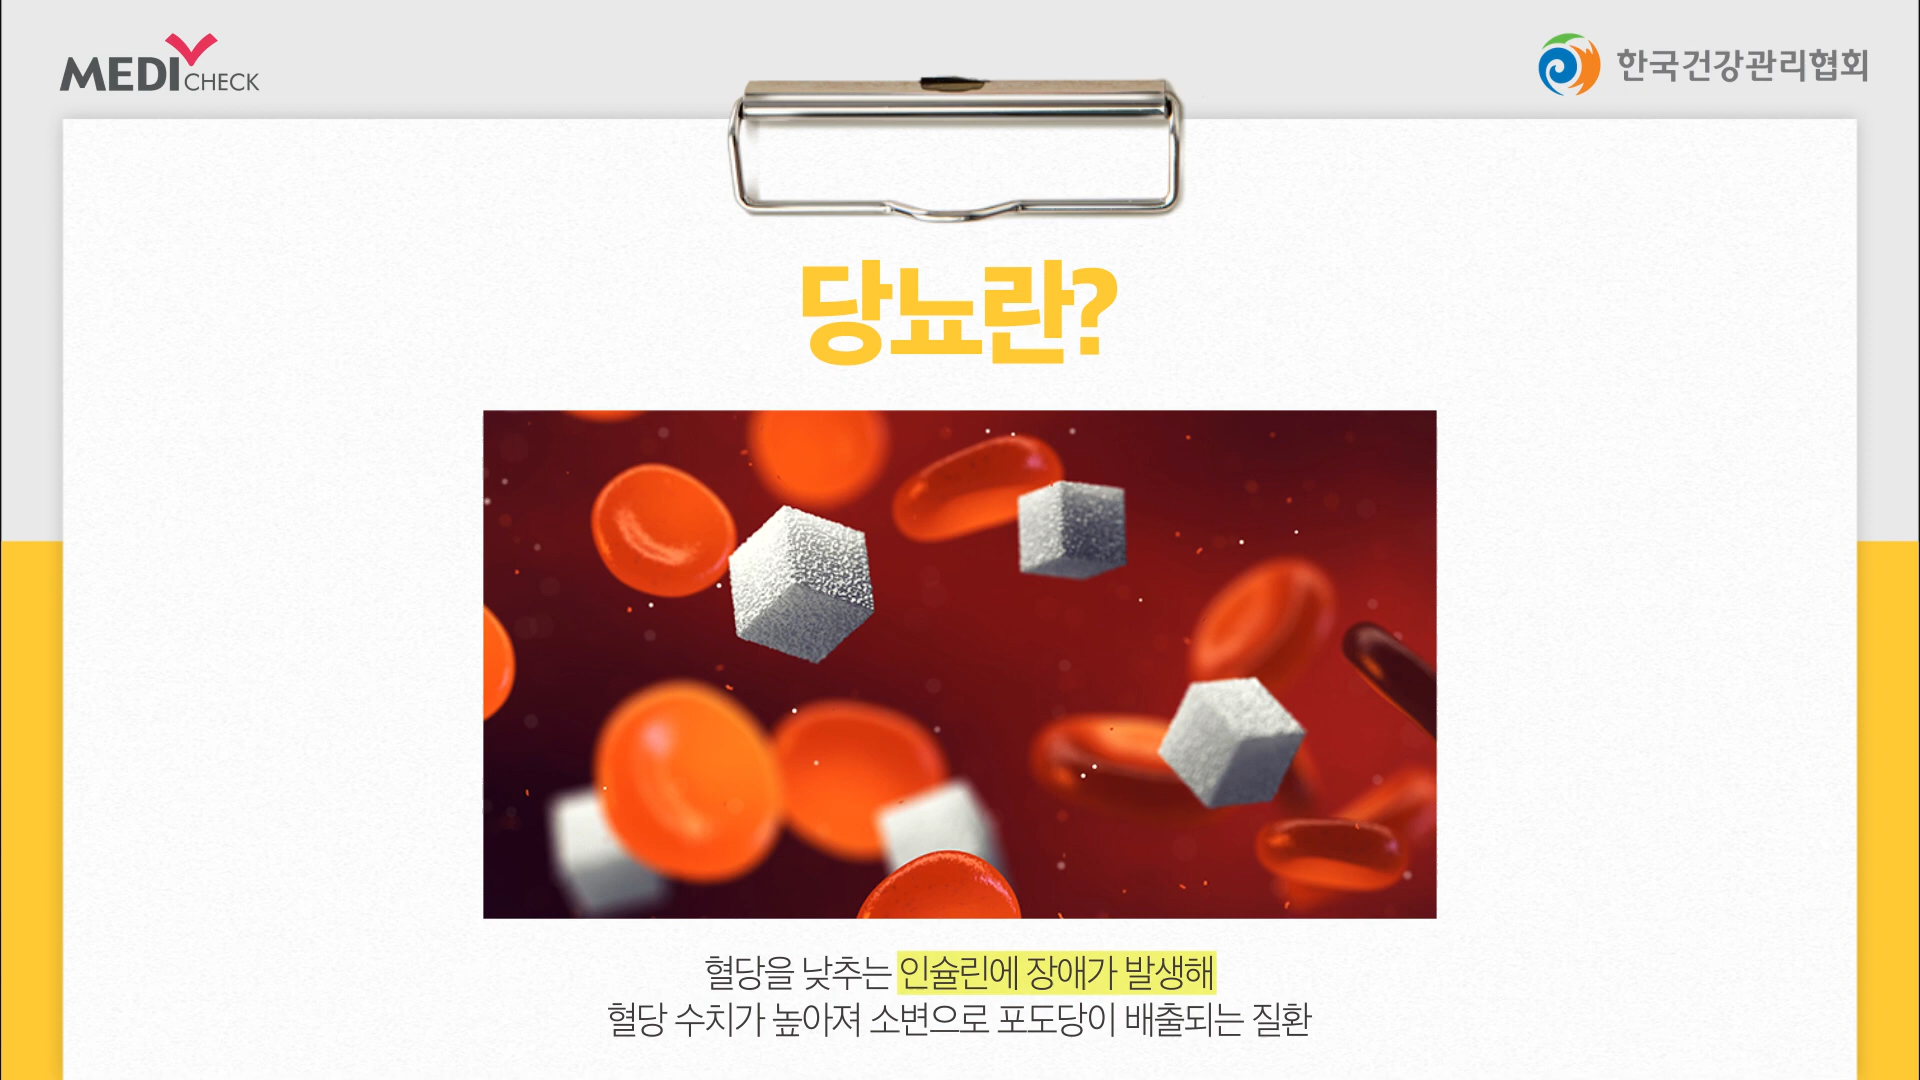 MEDI CHECK
한국건강관리협회
당뇨란?
혈당을 낮추는 인슐린에 장애가 발생해
혈당 수치가 높아져 소변으로 포도당이 배출되는 질환